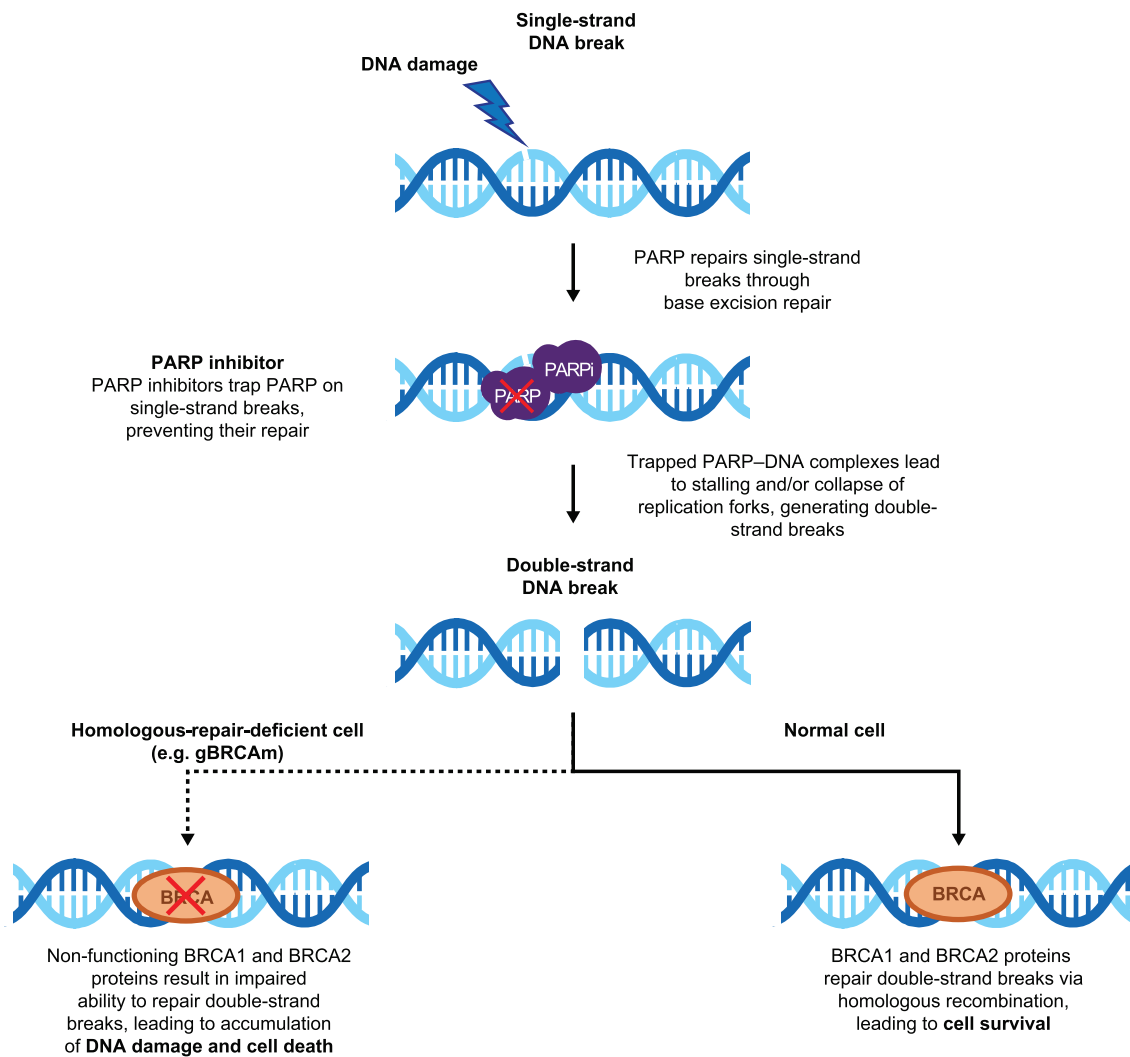 Single-strand
DNA break
DNA damage
PARP repairs single-strand
breaks through
base excision repair
PARP inhibitor
PARP inhibitors trap PARP on
single-strand breaks,
preventing their repair
PARPi
PARP
Trapped PARP–DNA complexes lead
to stalling and/or collapse of
replication forks, generating double-
strand breaks
Double-strand
DNA break
Homologous-repair-deficient cell
(e.g. gBRCAm)
Normal cell
BRCA
BRCA
Non-functioning BRCA1 and BRCA2
proteins result in impaired
ability to repair double-strand
breaks, leading to accumulation
of DNA damage and cell death
BRCA1 and BRCA2 proteins
repair double-strand breaks via
homologous recombination,
leading to cell survival